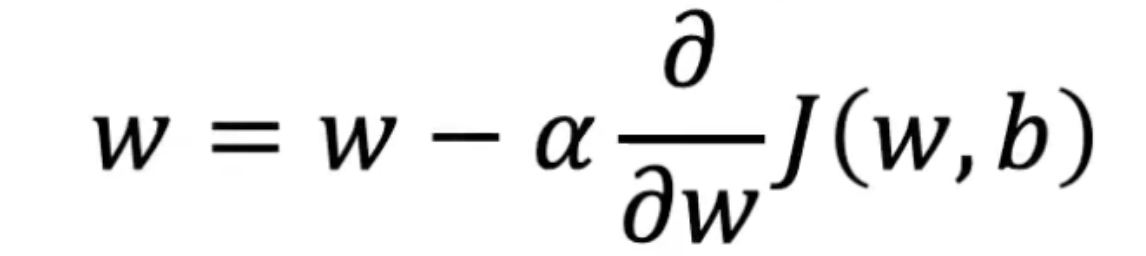 w = w − α ∂/∂w J(w, b)